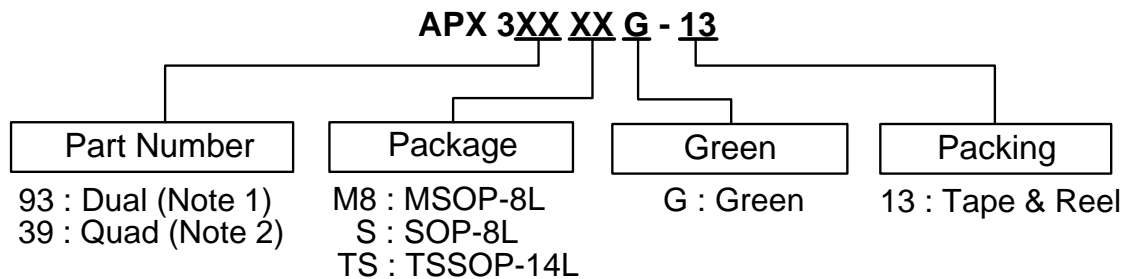 APX 3XX XX G - 13
Part Number
93 : Dual (Note 1)
39 : Quad (Note 2)
Package
M8 : MSOP-8L
S : SOP-8L
TS : TSSOP-14L
Green
G : Green
Packing
13 : Tape & Reel